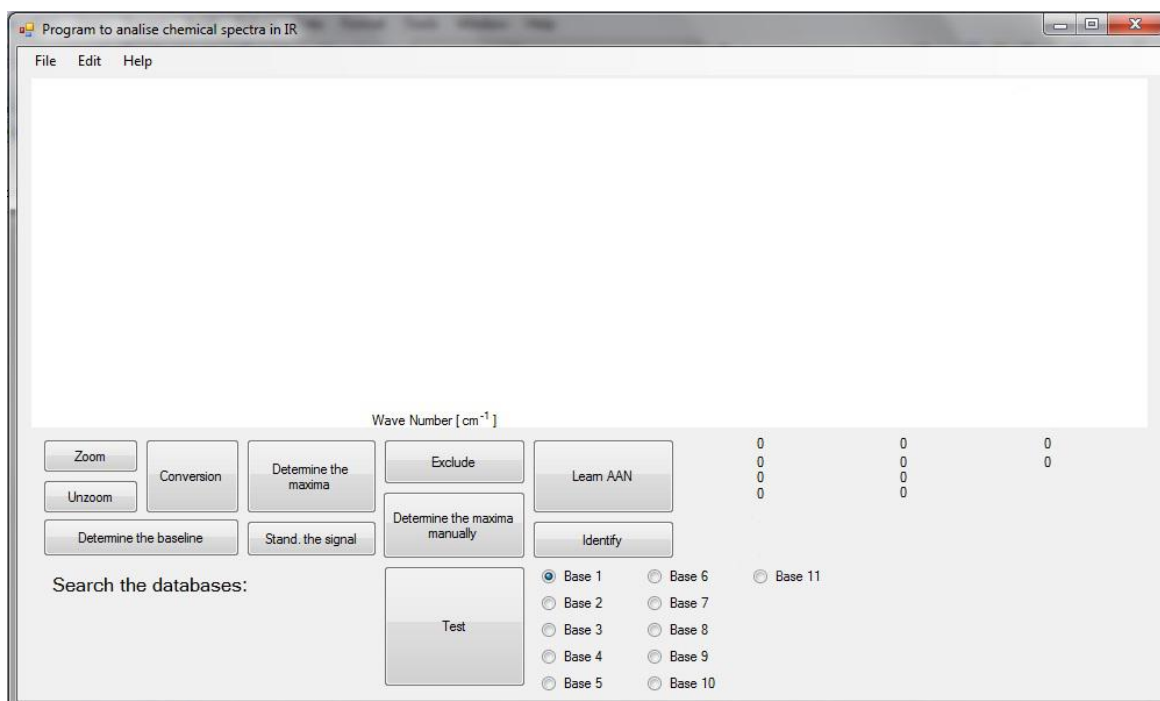 Program to analise chemical spectra in IR
File Edit Help
Wave Number [ cm-1 ]
Zoom
Unzoom
Conversion
Determine the
maxima
Exclude
Learn AAN
0 0 0
0 0 0
0 0
0 0
Determine the maxima
manually
Determine the baseline
Stand. the signal
Identify
Search the databases:
Test
Base 1 Base 6 Base 11
Base 2 Base 7
Base 3 Base 8
Base 4 Base 9
Base 5 Base 10